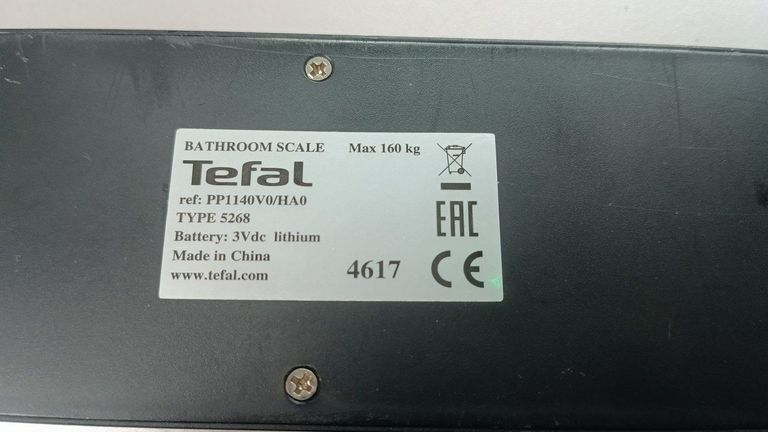 BATHROOM SCALE Max 160 kg
Tefal
ref: PP1140V0/HA0
TYPE 5268
Battery: 3Vdc lithium
Made in China
www.tefal.com
4617
EAC
CE